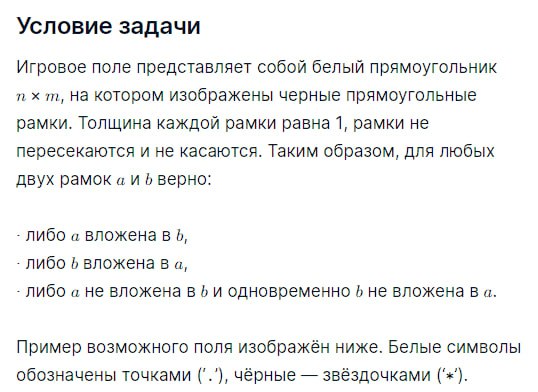 Условие задачи
Игровое поле представляет собой белый прямоугольник
n × m, на котором изображены черные прямоугольные
рамки. Толщина каждой рамки равна 1, рамки не
пересекаются и не касаются. Таким образом, для любых
двух рамок a и b верно:
· либо a вложена в b,
· либо b вложена в a,
· либо a не вложена в b и одновременно b не вложена в a.
Пример возможного поля изображён ниже. Белые символы
обозначены точками ('.'), чёрные — звёздочками ('*').